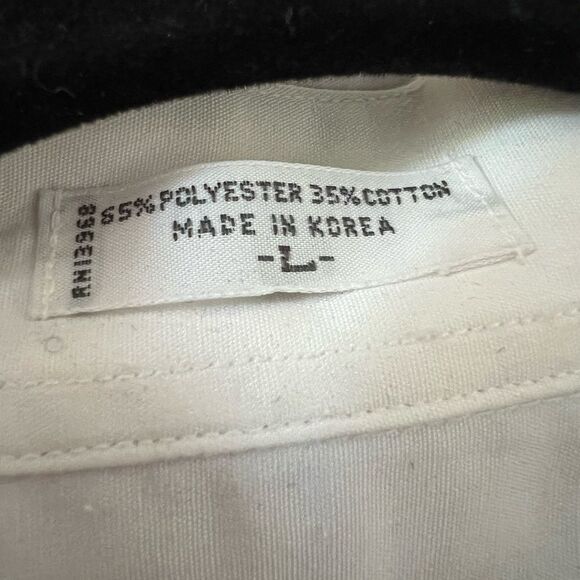 65% POLYESTER 35% COTTON
MADE IN KOREA
-L-
RN13968